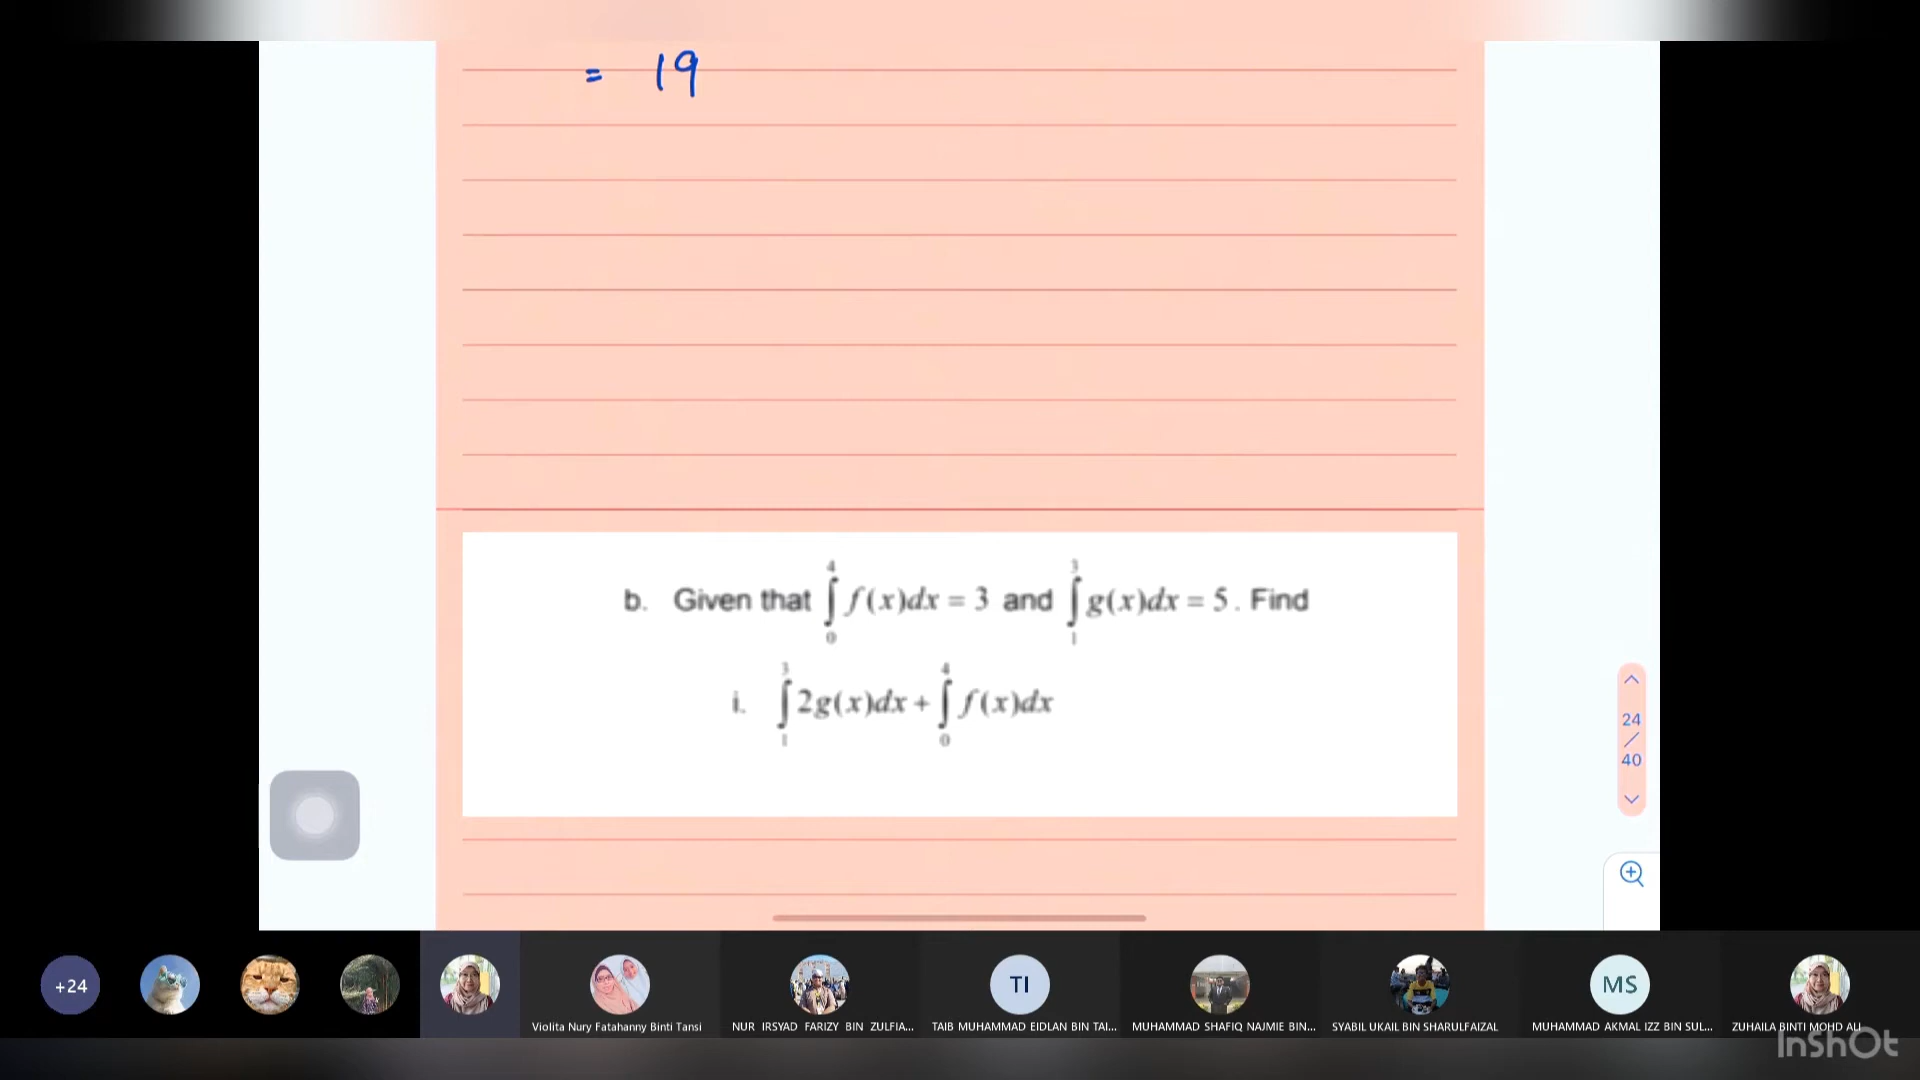 = 19
b. Given that ∫₀⁴ f(x)dx = 3 and ∫₁³ g(x)dx = 5. Find
i. ∫₁³ 2g(x)dx + ∫₀⁴ f(x)dx
24
/
40
+24
TI
MS
Violita Nury Fatahanny Binti Tansi
NUR IRSYAD FARIZY BIN ZULFIA...
TAIB MUHAMMAD EIDLAN BIN TAI...
MUHAMMAD SHAFIQ NAJMIE BIN...
SYABIL UKAIL BIN SHARULFAIZAL
MUHAMMAD AKMAL IZZ BIN SUL...
ZUHAILA BINTI MOHD ALI
InShOt